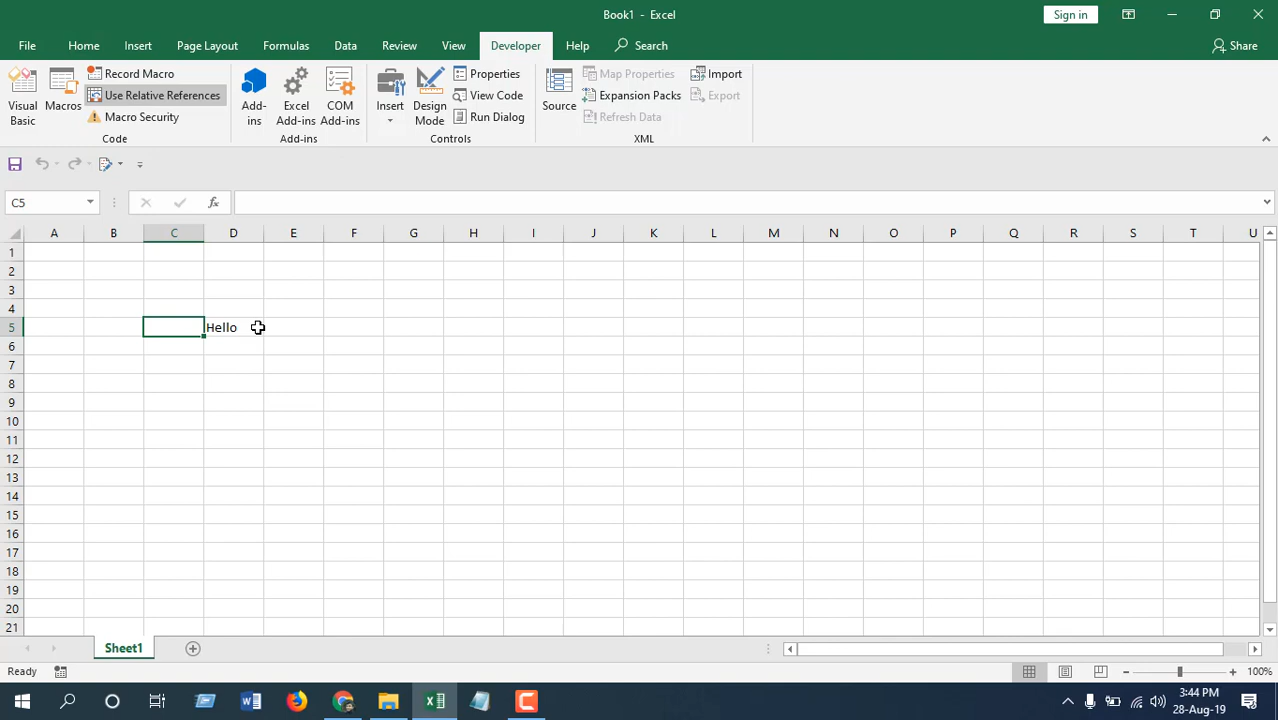 Book1 - Excel
Sign in
File Home Insert Page Layout Formulas Data Review View Developer Help Search Share
Visual Basic
Macros
Record Macro
Use Relative References
Macro Security
Code
Add-ins
Excel Add-ins
COM Add-ins
Add-ins
Insert
Design Mode
Properties
View Code
Run Dialog
Controls
Source
Map Properties
Expansion Packs
Refresh Data
Import
Export
XML
C5 fx
A B C D E F G H I J K L M N O P Q R S T U
1
2
3
4
5 Hello
6
7
8
9
10
11
12
13
14
15
16
17
18
19
20
21
Sheet1
Ready 100%
3:44 PM
28-Aug-19